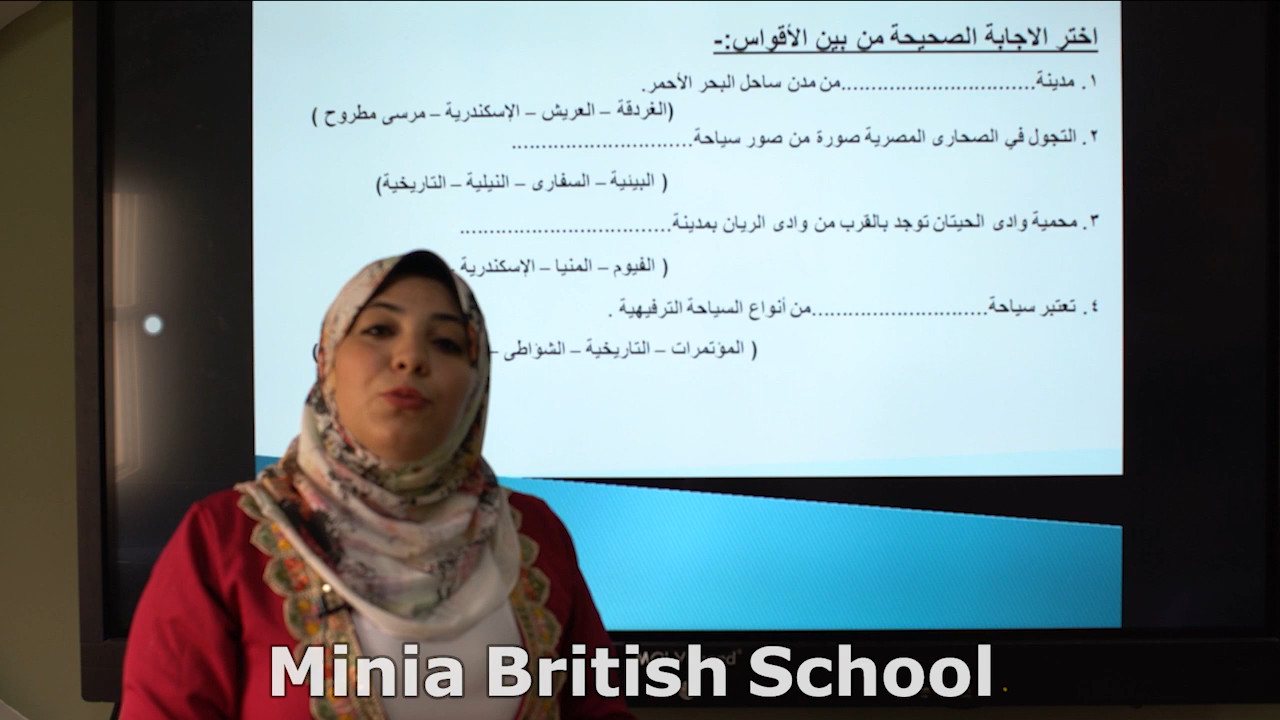 اختر الاجابة الصحيحة من بين الأقواس:-
١. مدينة................................من مدن ساحل البحر الأحمر.
(الغردقة – العريش – الإسكندرية – مرسى مطروح )
٢. التجول في الصحارى المصرية صورة من صور سياحة..............................
( البيئية – السفارى – النيلية – التاريخية)
٣. محمية وادى الحيتان توجد بالقرب من وادى الريان بمدينة...................................
( الفيوم – المنيا – الإسكندرية –
٤. تعتبر سياحة.............................من أنواع السياحة الترفيهية .
( المؤتمرات – التاريخية – الشواطى –
Minia British School